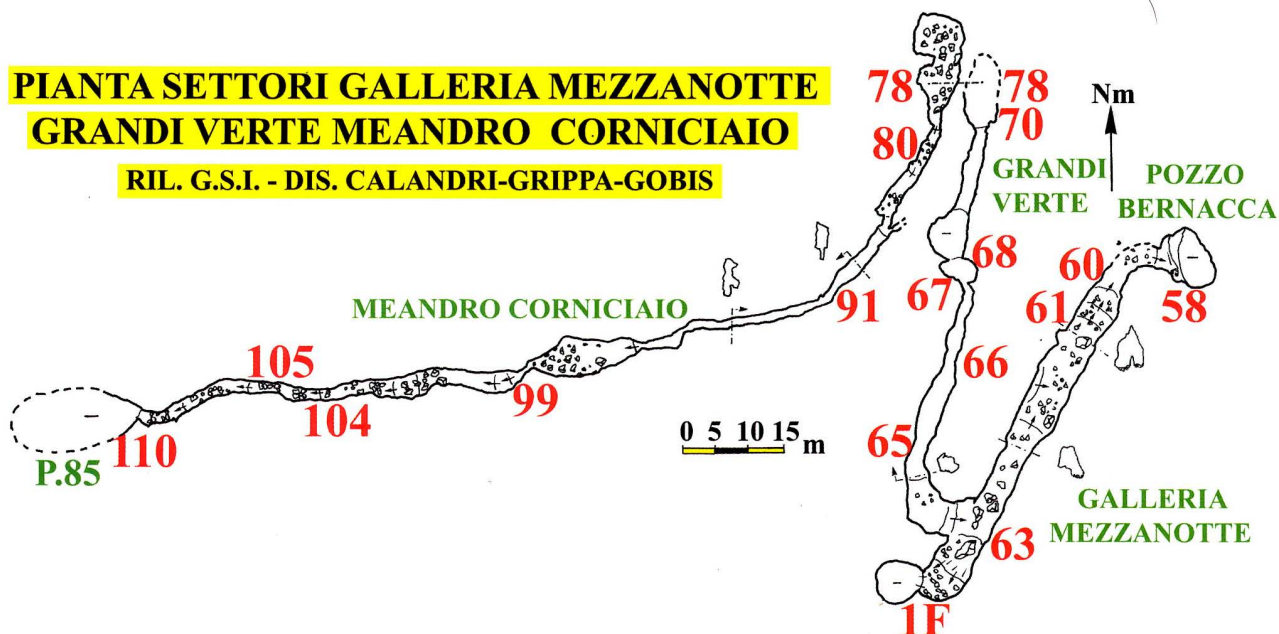 PIANTA SETTORI GALLERIA MEZZANOTTE
GRANDI VERTE MEANDRO CORNICIAIO
RIL. G.S.I. - DIS. CALANDRI-GRIPPA-GOBIS
78
78
70
80
Nm
GRANDI
VERTE
POZZO
BERNACCA
68
67
60
61
58
91
MEANDRO CORNICIAIO
66
105
104
99
110
P.85
0 5 10 15 m
65
GALLERIA
MEZZANOTTE
63
1F